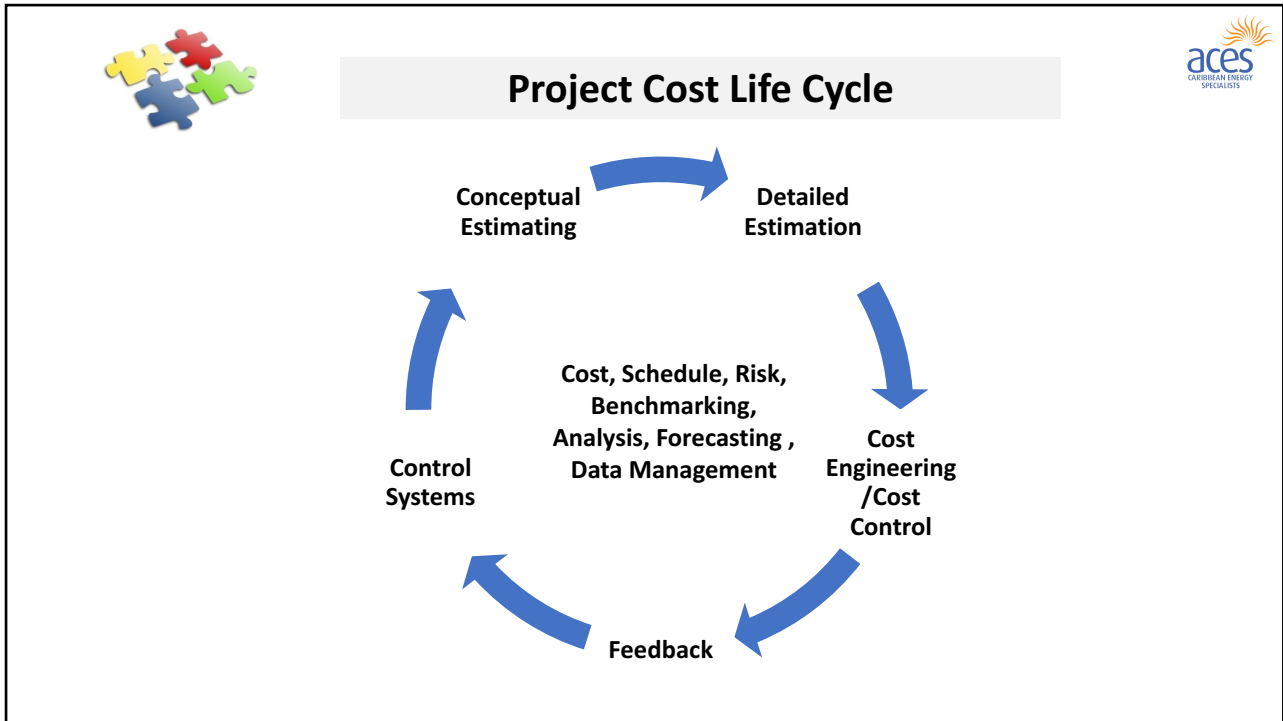 Project Cost Life Cycle
aces
CARIBBEAN ENERGY
SPECIALISTS
Conceptual
Estimating
Detailed
Estimation
Cost, Schedule, Risk,
Benchmarking,
Analysis, Forecasting ,
Data Management
Cost
Engineering
/Cost
Control
Feedback
Control
Systems